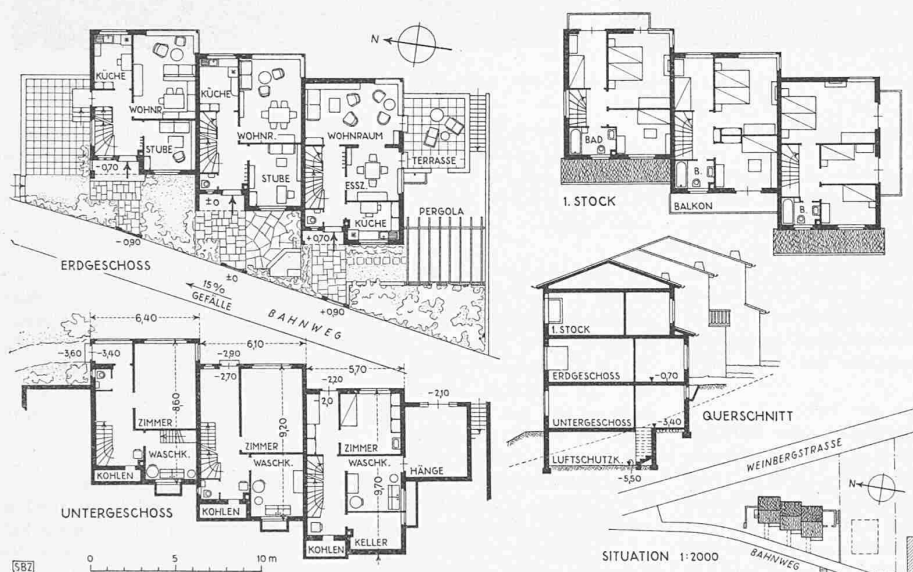 N
KÜCHE
WOHNR.
STUBE
-0,70
-0,90
KÜCHE
WOHNR.
STUBE
±0
±0
WOHNRAUM
ESSZ.
KÜCHE
+0,70
+0,90
TERRASSE
PERGOLA
ERDGESCHOSS
15%
GEFÄLLE
BAHNWEG
BAD
B.
B.
1. STOCK
BALKON
6,40
6,10
5,70
-3,60
-3,40
ZIMMER
8,60
WASCHK.
KOHLEN
-2,90
-2,70
ZIMMER
9,20
WASCHK.
KOHLEN
-2,20
-2,0
ZIMMER
WASCHK.
9,70
KELLER
KOHLEN
-2,10
HÄNGE
UNTERGESCHOSS
1. STOCK
ERDGESCHOSS
-0,70
UNTERGESCHOSS
-3,40
LUFTSCHUTZK.
-5,50
QUERSCHNITT
WEINBERGSTRASSE
N
BAHNWEG
SITUATION 1:2000
SBZ
0 5 10 m